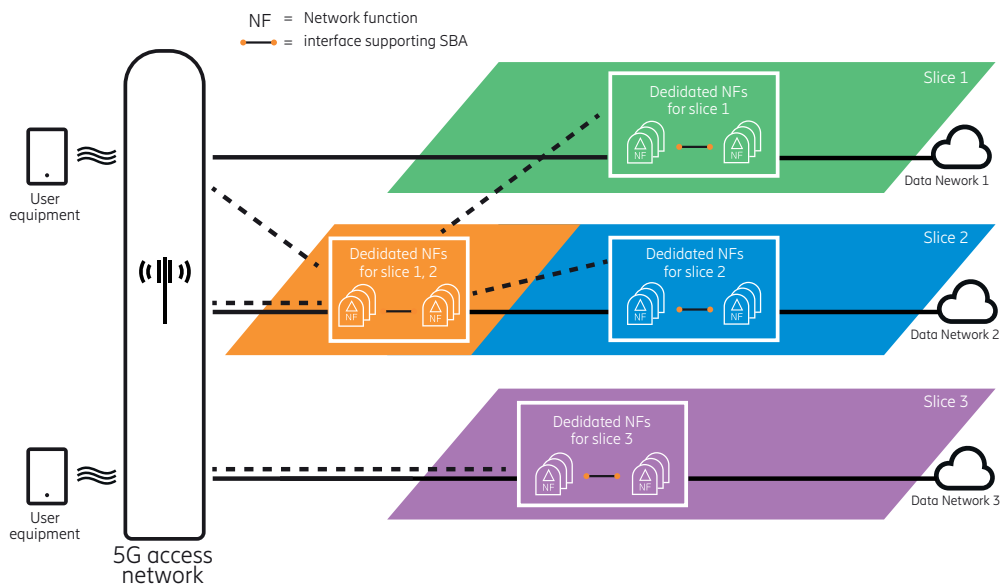 NF = Network function
= interface supporting SBA
Slice 1
Dedidated NFs
for slice 1
NF
NF
User
equipment
Data Nework 1
Slice 2
Dedidated NFs
for slice 1, 2
NF
NF
Dedidated NFs
for slice 2
NF
NF
Data Network 2
Slice 3
Dedidated NFs
for slice 3
NF
NF
User
equipment
Data Network 3
5G access
network